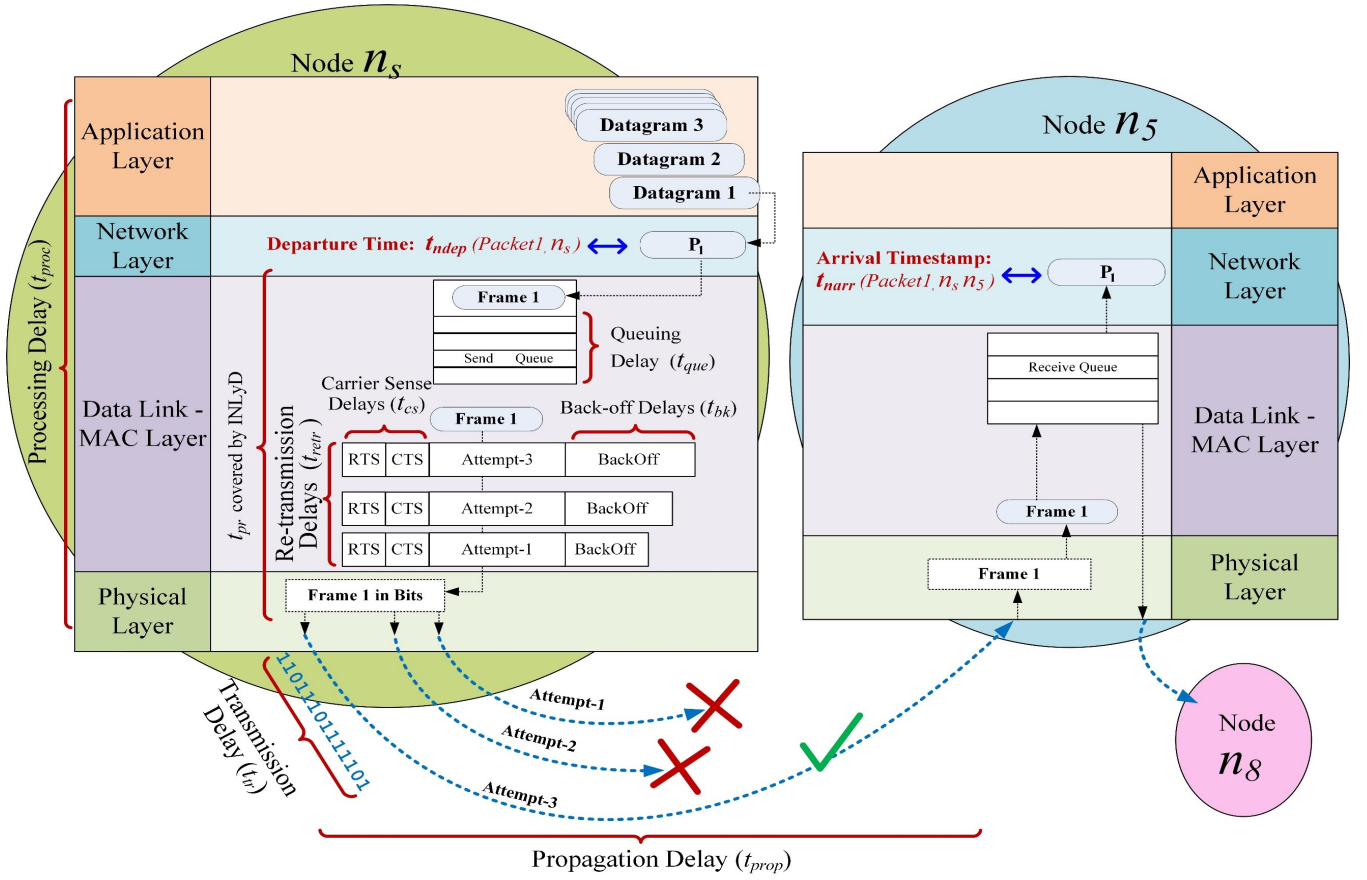 Node n_s
Application
Layer
Datagram 3
Datagram 2
Datagram 1
Network
Layer
Departure Time: t_ndep (Packet1, n_s)
P_1
Processing Delay (t_proc)
t_pr covered by INLyD
Frame 1
Send Queue
Queuing
Delay (t_que)
Data Link -
MAC Layer
Carrier Sense
Delays (t_cs)
Frame 1
Back-off Delays (t_bk)
Re-transmission
Delays (t_retr)
RTS CTS Attempt-3 BackOff
RTS CTS Attempt-2 BackOff
RTS CTS Attempt-1 BackOff
Physical
Layer
Frame 1 in Bits
11011101111101
Transmission
Delay (t_tr)
Attempt-1
Attempt-2
Attempt-3
Propagation Delay (t_prop)
Node n_5
Application
Layer
Arrival Timestamp:
t_narr (Packet1, n_s n_5)
P_1
Network
Layer
Receive Queue
Data Link -
MAC Layer
Frame 1
Frame 1
Physical
Layer
Node
n_8